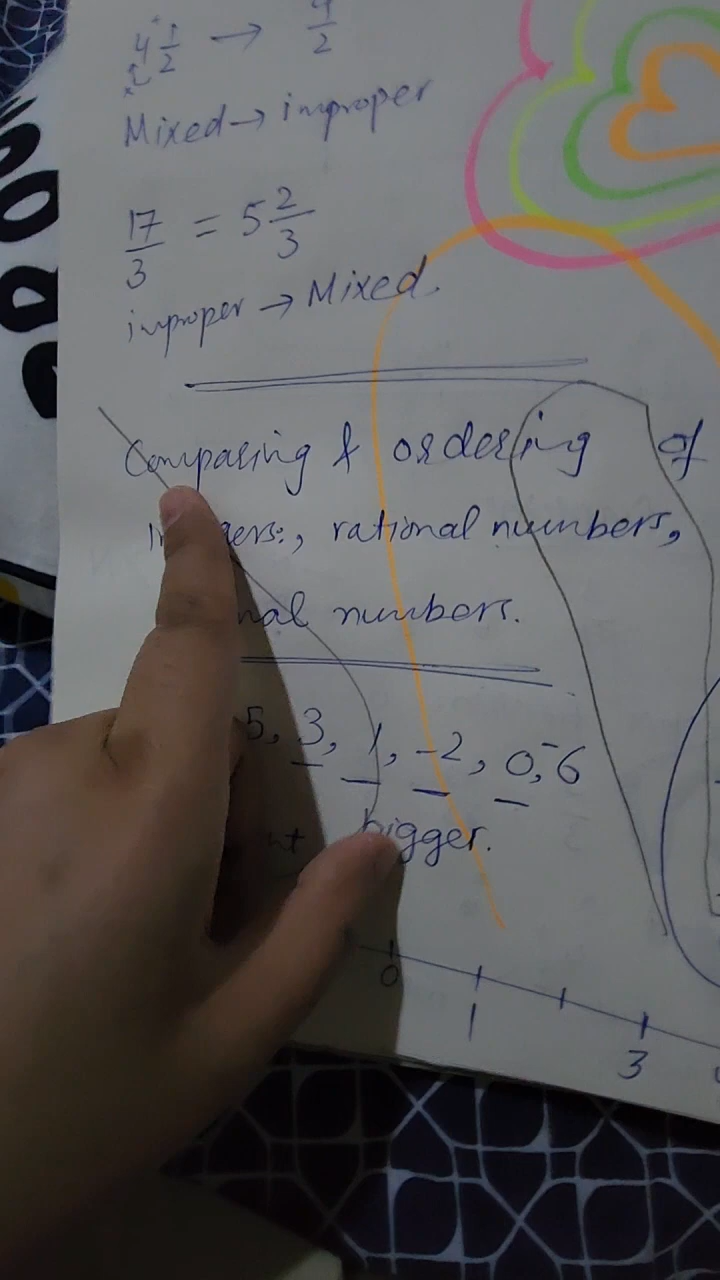 4 1/2 → 9/2
Mixed → improper
17/3 = 5 2/3
improper → Mixed.
Comparing & ordering of
rational numbers,
numbers.
5, 3, 1, -2, 0, -6
bigger.
0 1 3